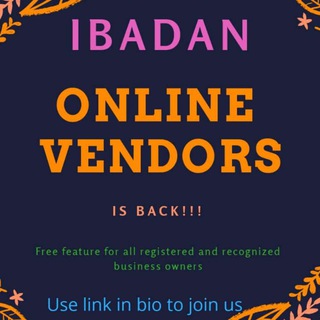 IBADAN
ONLINE
VENDORS
IS BACK!!!
Free feature for all registered and recognized
business owners
Use link in bio to join us